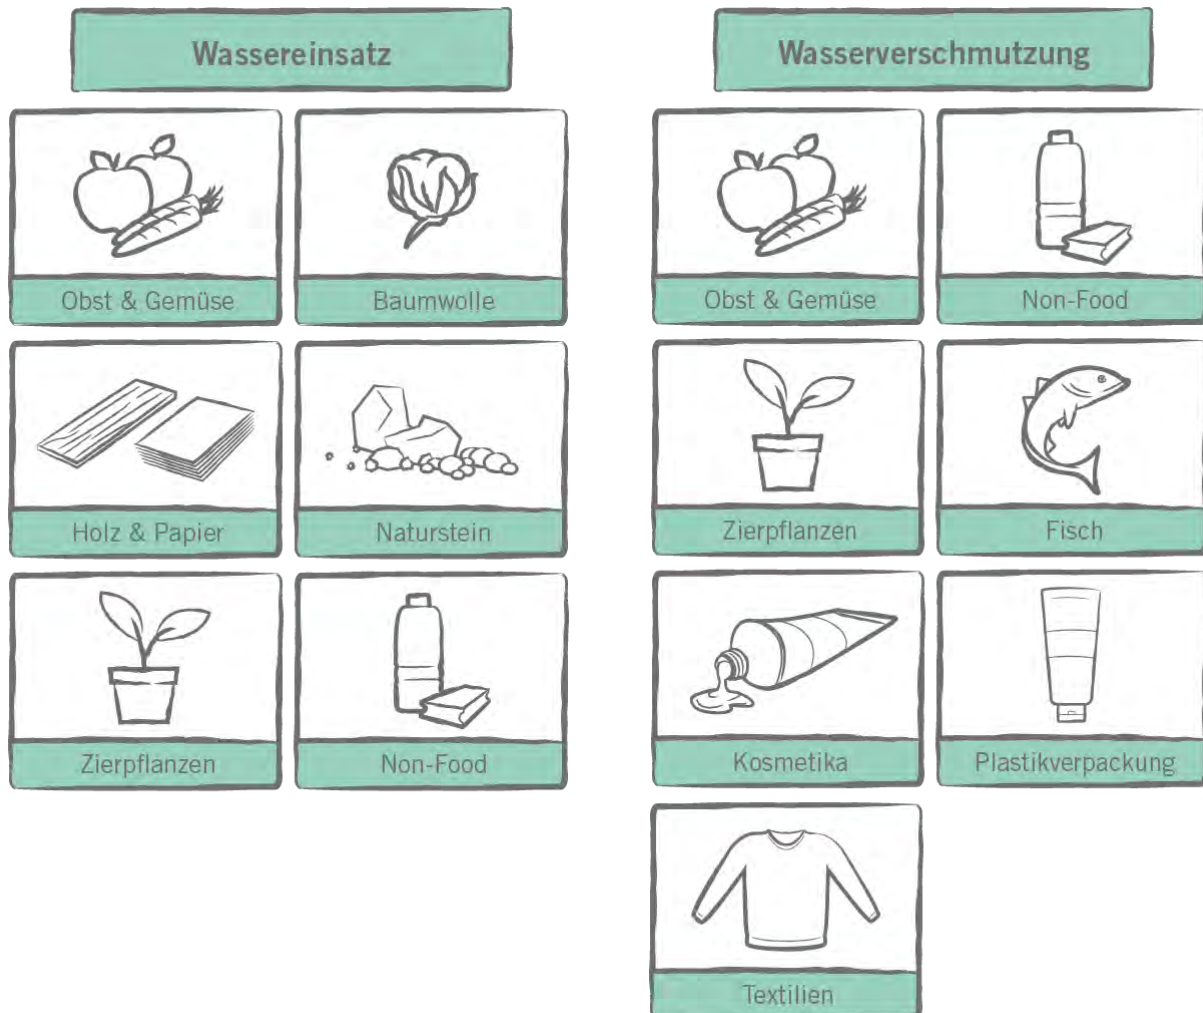 Wassereinsatz
Obst & Gemüse
Baumwolle
Holz & Papier
Naturstein
Zierpflanzen
Non-Food
Wasserverschmutzung
Obst & Gemüse
Non-Food
Zierpflanzen
Fisch
Kosmetika
Plastikverpackung
Textilien